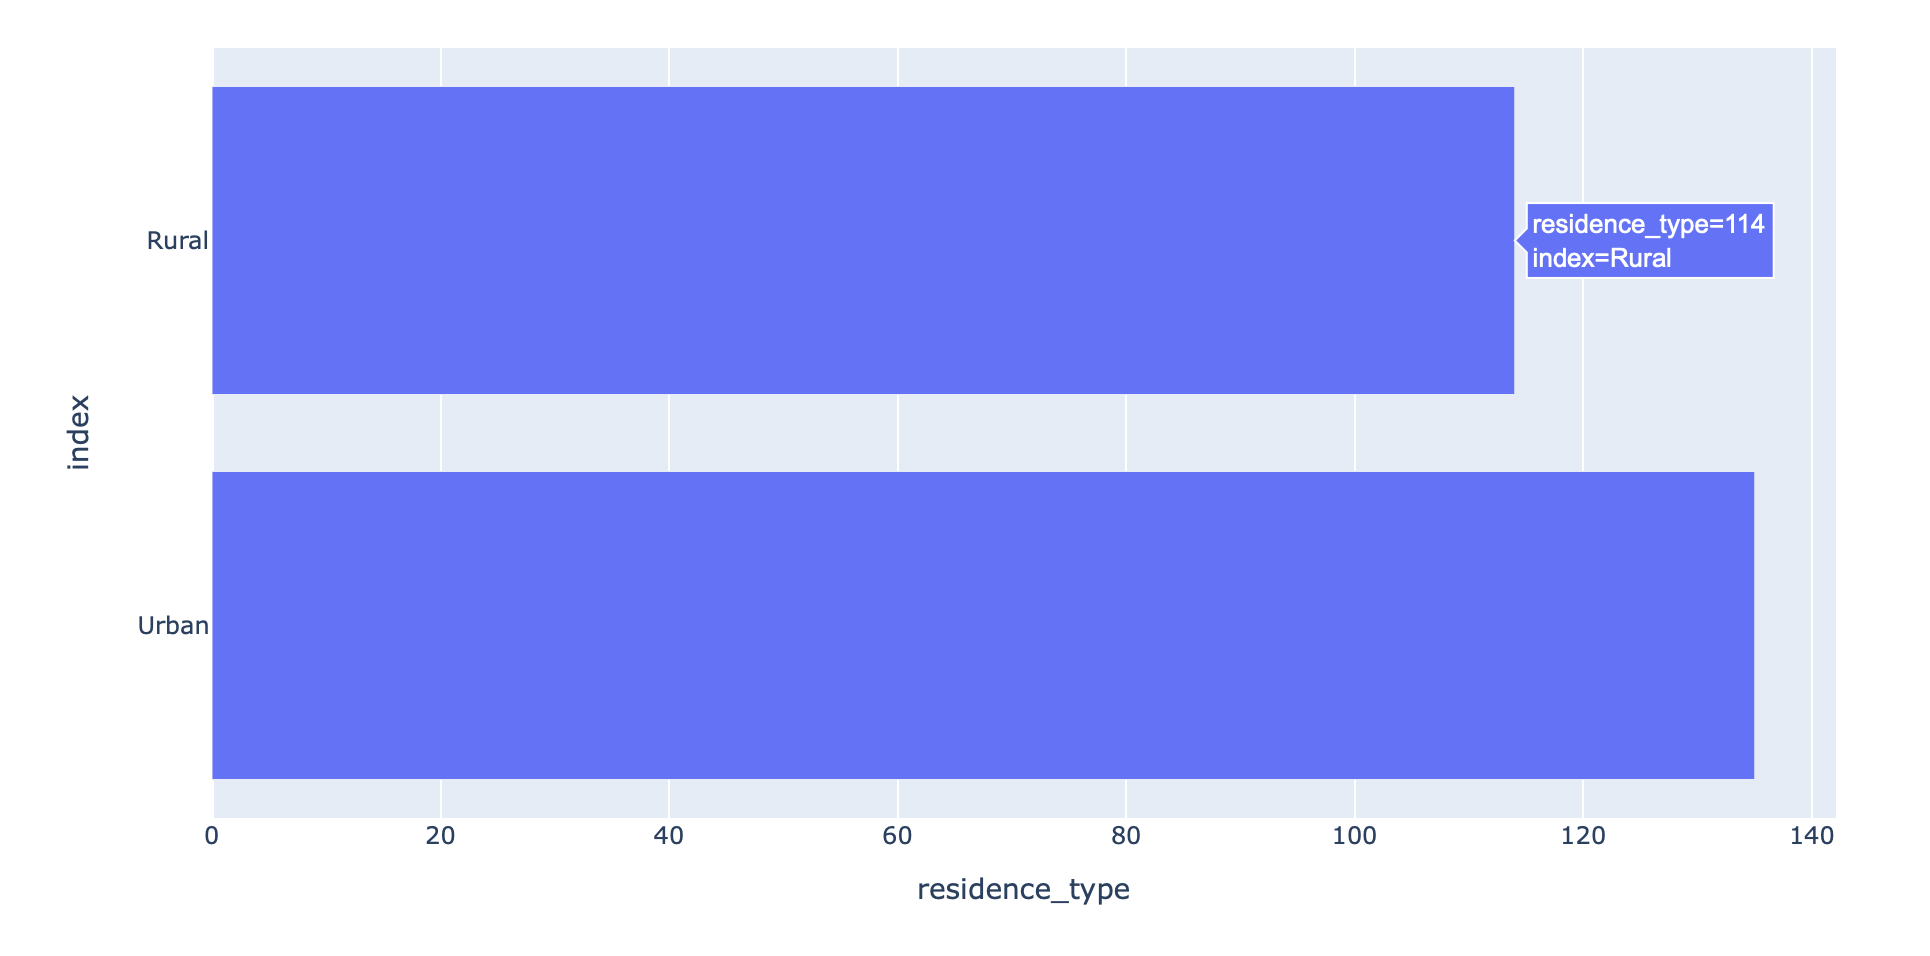 Rural
residence_type=114
index=Rural
index
Urban
0 20 40 60 80 100 120 140
residence_type